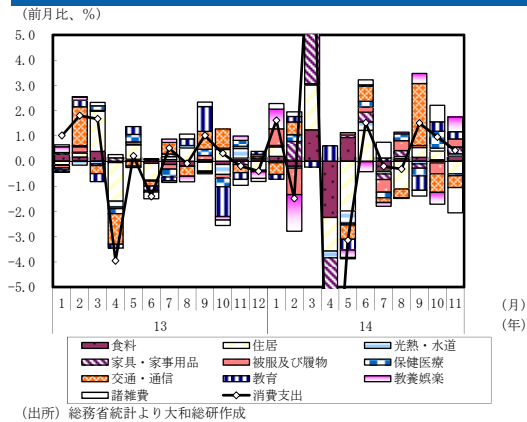 （前月比、%）
5.0
4.0
3.0
2.0
1.0
0.0
-1.0
-2.0
-3.0
-4.0
-5.0
1 2 3 4 5 6 7 8 9 10 11 12 1 2 3 4 5 6 7 8 9 10 11 （月）
13 14 （年）
食料 住居 光熱・水道
家具・家事用品 被服及び履物 保健医療
交通・通信 教育 教養娯楽
諸雑費 消費支出
（出所）総務省統計より大和総研作成